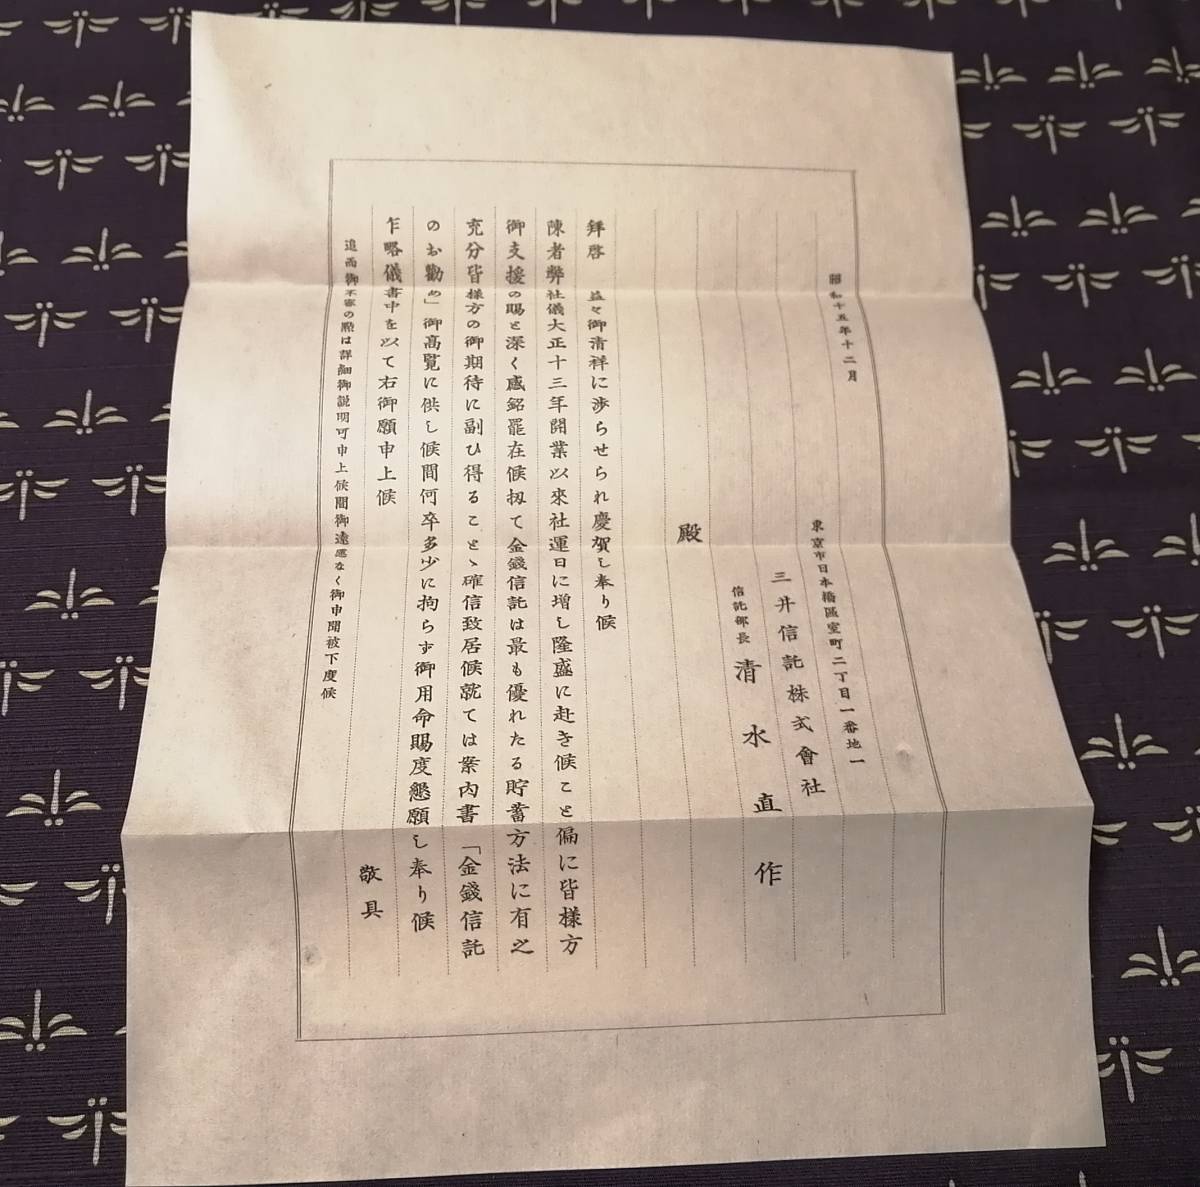 昭和十五年十二月
東京市日本橋區室町二丁目一番地一
三井信託株式會社
信託部長 清水直作
殿
拜啓 益々御清祥に渉らせられ慶賀し奉り候
陳者弊社儀大正十三年開業以來社運日に增し隆盛に赴き候こと偏に皆樣方
御支援の賜と深く感銘罷在候扨て金錢信託は最も優れたる貯蓄方法に有之
充分皆樣方の御期待に副ひ得ることゝ確信致居候就ては案內書「金錢信託
のお勸め」御高覽に供し候間何卒多少に拘らず御用命賜度懇願し奉り候
乍略儀書中を以て右御願申上候
敬具
追而御不審の點は詳細御說明可申上候間御遠慮なく御申聞被下度候